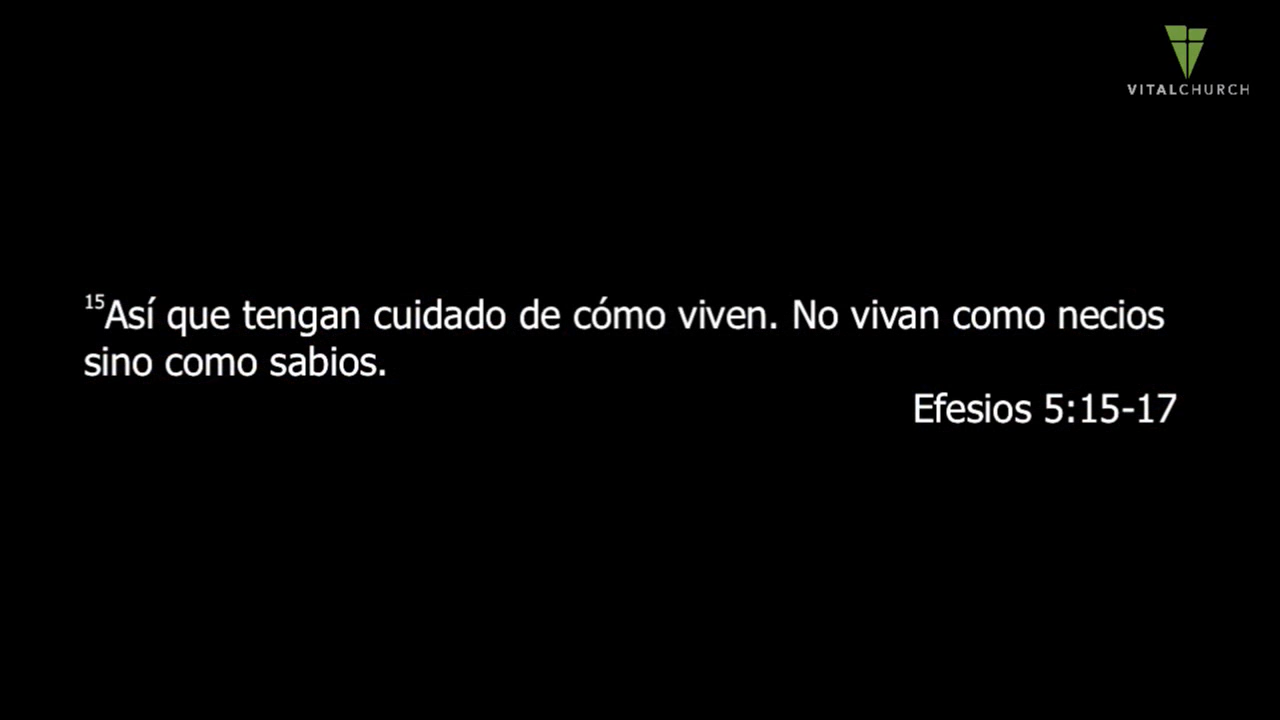 VITALCHURCH
15Así que tengan cuidado de cómo viven. No vivan como necios
sino como sabios.
Efesios 5:15-17